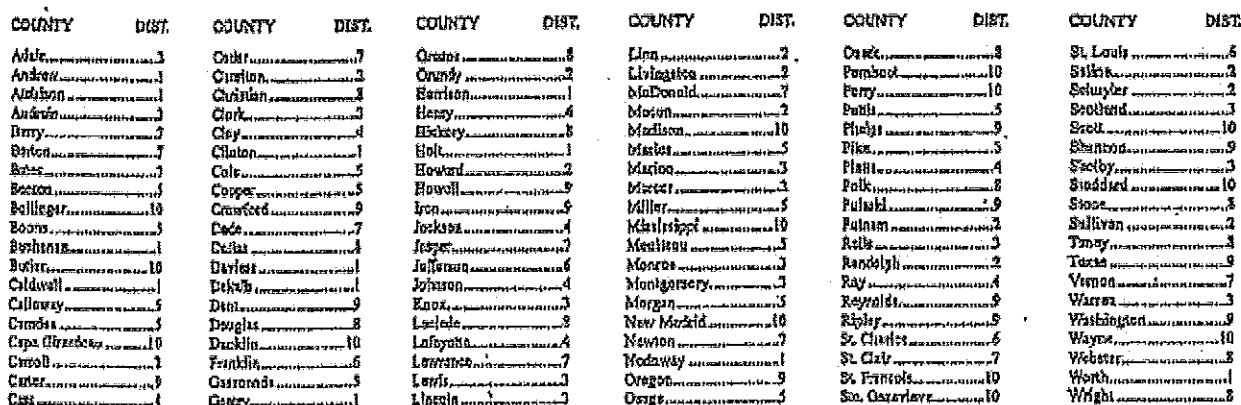 COUNTY DIST.
Adair....
Andrew....1
Atchison....1
Audrain....3
Barry....7
Barton....7
Bates....
Benton....5
Bollinger....10
Boone....5
Buchanan....1
Butler....10
Caldwell....1
Callaway....5
Camden....5
Cape Girardeau....10
Carroll....2
Carter....9
Cass....4
COUNTY DIST.
Cedar....7
Chariton....2
Christian....8
Clark....3
Clay....4
Clinton....1
Cole....5
Cooper....5
Crawford....9
Dade....7
Dallas....
Daviess....1
Dekalb....1
Dent....9
Douglas....8
Dunklin....10
Franklin....6
Gasconade....
Gentry....1
COUNTY DIST.
Greene....8
Grundy....2
Harrison....1
Henry....4
Hickory....8
Holt....1
Howard....2
Howell....9
Iron....9
Jackson....4
Jasper....7
Jefferson....6
Johnson....4
Knox....3
Laclede....8
Lafayette....4
Lawrence....7
Lewis....3
Lincoln....3
COUNTY DIST.
Linn....2
Livingston....2
McDonald....7
Macon....2
Madison....10
Maries....5
Marion....3
Mercer....
Miller....5
Mississippi....10
Moniteau....5
Monroe....3
Montgomery....3
Morgan....5
New Madrid....10
Newton....7
Nodaway....1
Oregon....9
Osage....5
COUNTY DIST.
Ozark....8
Pemiscot....10
Perry....10
Pettis....5
Phelps....9
Pike....3
Platte....4
Polk....8
Pulaski....9
Putnam....2
Ralls....3
Randolph....2
Ray....4
Reynolds....9
Ripley....9
St. Charles....6
St. Clair....7
St. Francois....10
Ste. Genevieve....10
COUNTY DIST.
St. Louis....6
Saline....2
Schuyler....2
Scotland....3
Scott....10
Shannon....9
Shelby....3
Stoddard....10
Stone....8
Sullivan....2
Taney....8
Texas....9
Vernon....7
Warren....3
Washington....9
Wayne....10
Webster....8
Worth....1
Wright....8